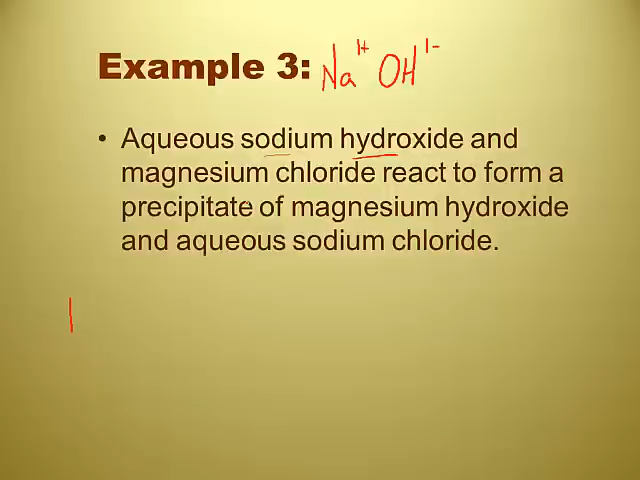 Example 3: Na¹⁺ OH¹⁻
• Aqueous sodium hydroxide and
magnesium chloride react to form a
precipitate of magnesium hydroxide
and aqueous sodium chloride.